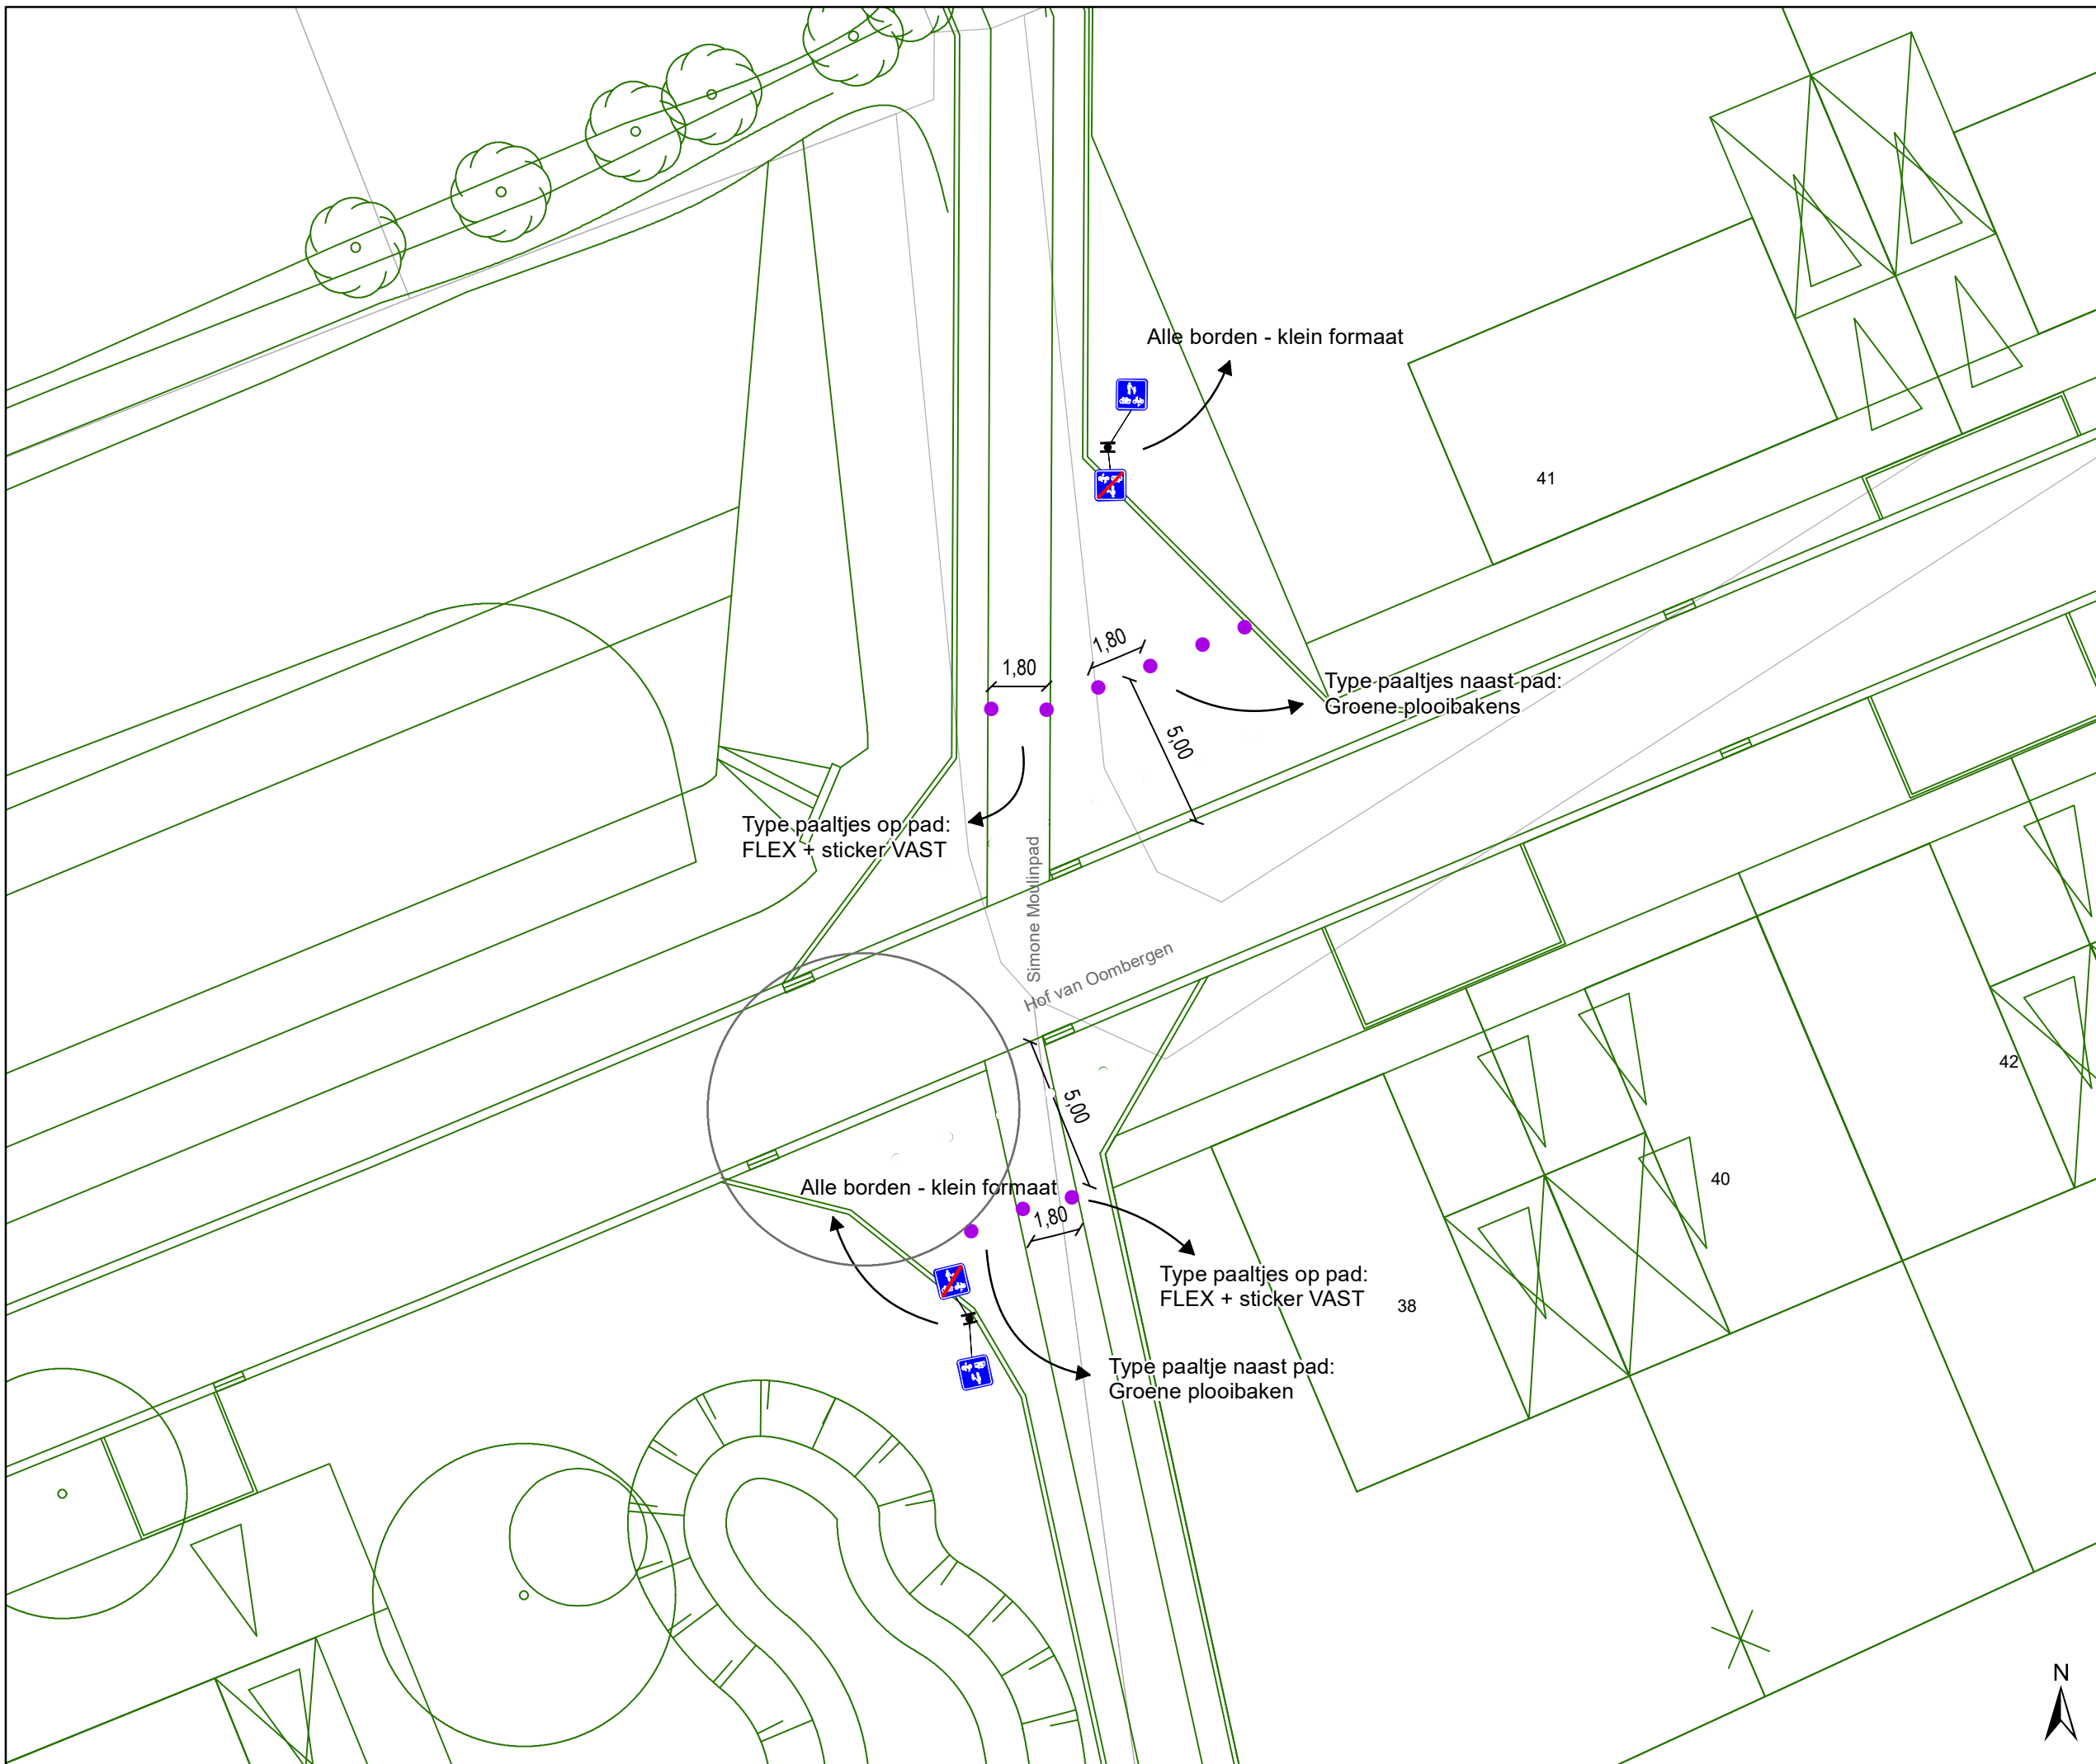 Alle borden - klein formaat
41
1,80
1,80
Type paaltjes naast pad:
Groene plooibakens
5,00
Type paaltjes op pad:
FLEX + sticker VAST
Simone Moulinpad
Hof van Oombergen
42
5,00
40
Alle borden - klein formaat
1,80
Type paaltjes op pad:
FLEX + sticker VAST
38
Type paaltje naast pad:
Groene plooibaken
N